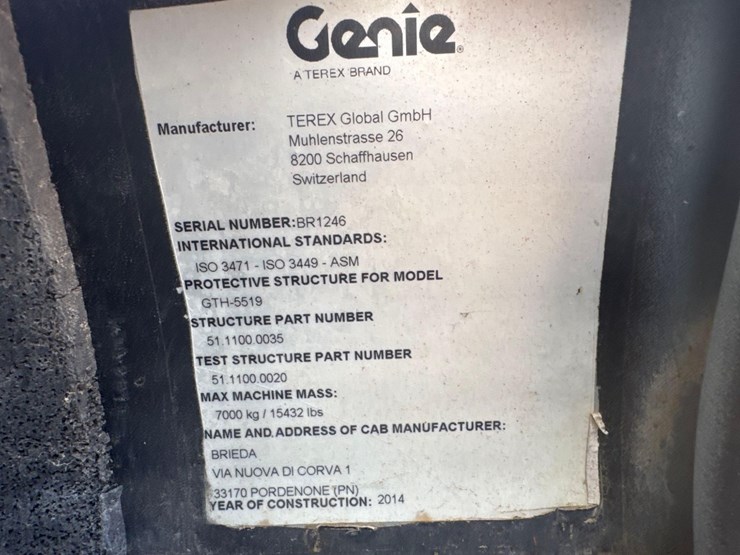 Genie®
A TEREX BRAND
Manufacturer: TEREX Global GmbH
Muhlenstrasse 26
8200 Schaffhausen
Switzerland
SERIAL NUMBER:BR1246
INTERNATIONAL STANDARDS:
ISO 3471 - ISO 3449 - ASM
PROTECTIVE STRUCTURE FOR MODEL
GTH-5519
STRUCTURE PART NUMBER
51.1100.0035
TEST STRUCTURE PART NUMBER
51.1100.0020
MAX MACHINE MASS:
7000 kg / 15432 lbs
NAME AND ADDRESS OF CAB MANUFACTURER:
BRIEDA
VIA NUOVA DI CORVA 1
33170 PORDENONE (PN)
YEAR OF CONSTRUCTION: 2014